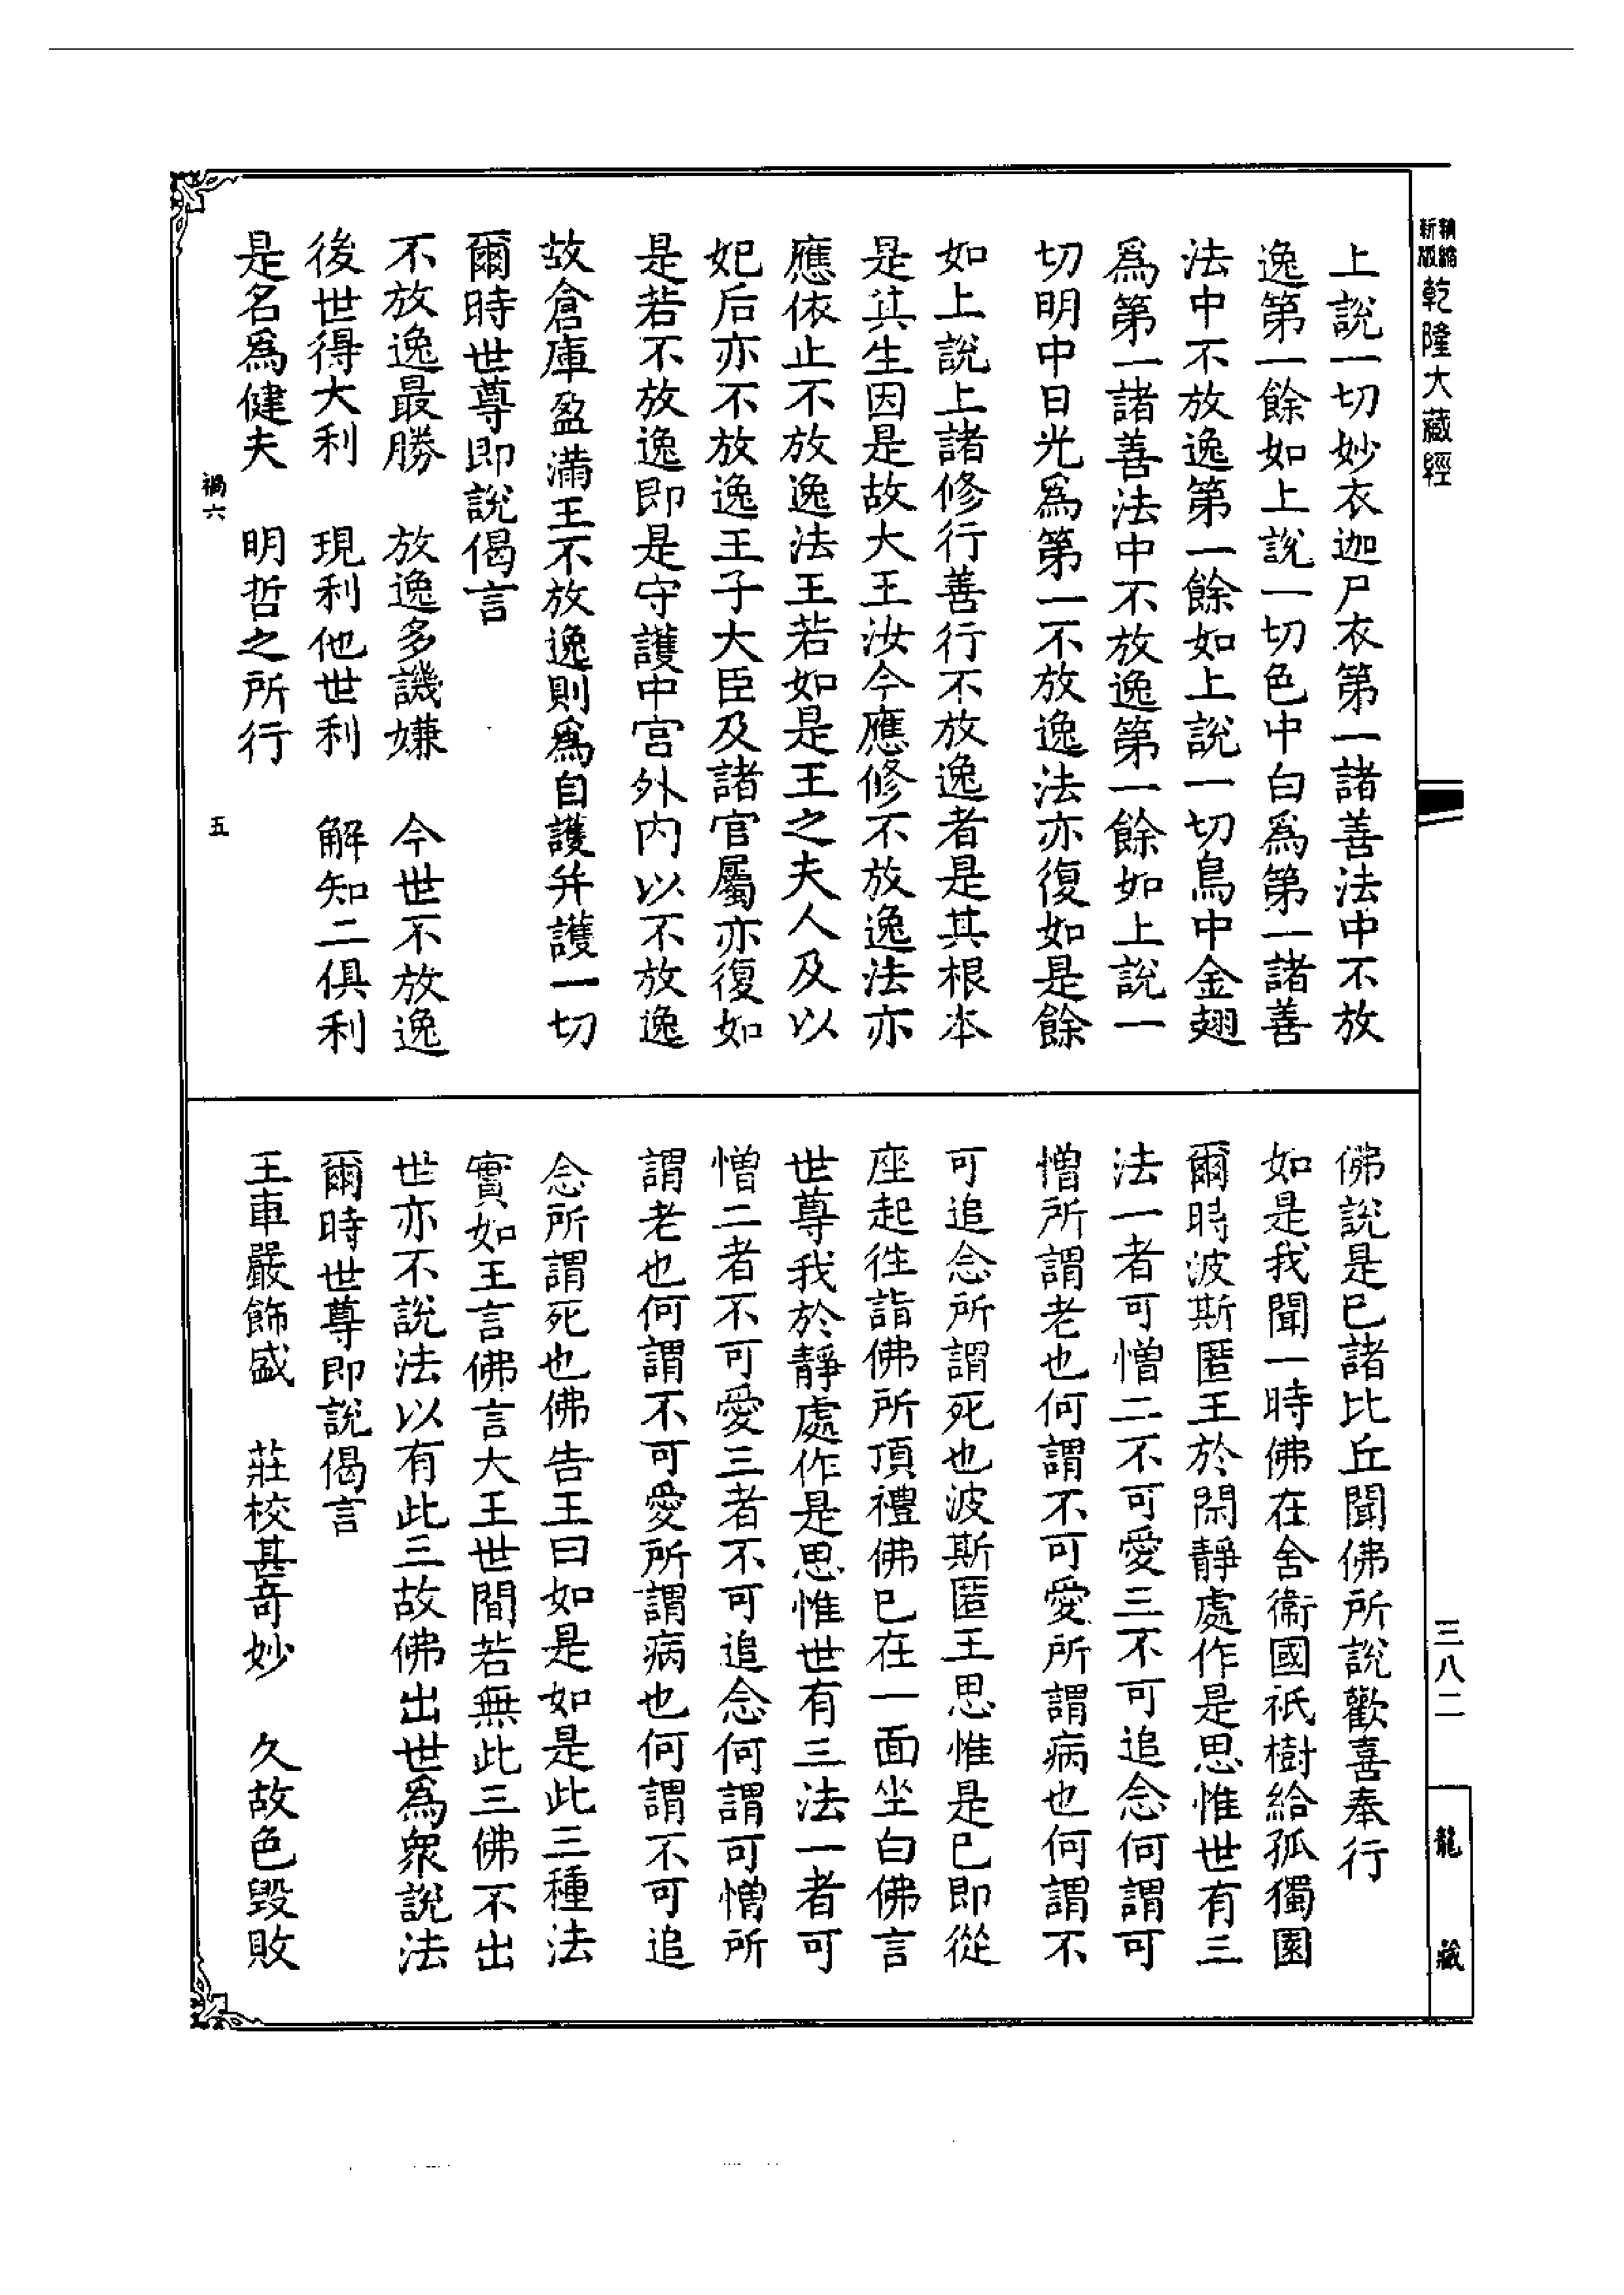 精縮新版乾隆大藏經
上說一切妙衣迦尸衣第一諸善法中不放
逸第一餘如上說一切色中白爲第一諸善
法中不放逸第一餘如上說一切鳥中金翅
爲第一諸善法中不放逸第一餘如上說一
切明中日光爲第一不放逸法亦復如是餘
如上說上諸修行善行不放逸者是其根本
是其生因是故大王汝今應修不放逸法亦
應依止不放逸法王若如是王之夫人及以
妃后亦不放逸王子大臣及諸官屬亦復如
是若不放逸即是守護中宮外內以不放逸
故倉庫盈滿王不放逸則爲自護并護一切
爾時世尊即說偈言
不放逸最勝　放逸多譏嫌　今世不放逸
後世得大利　現利他世利　解知二俱利
是名爲健夫　明哲之所行
禍六　五
佛說是已諸比丘聞佛所說歡喜奉行
如是我聞一時佛在舍衞國祇樹給孤獨園
爾時波斯匿王於閑靜處作是思惟世有三
法一者可憎二不可愛三不可追念何謂可
憎所謂老也何謂不可愛所謂病也何謂不
可追念所謂死也波斯匿王思惟是已即從
座起往詣佛所頂禮佛已在一面坐白佛言
世尊我於靜處作是思惟世有三法一者可
憎二者不可愛三者不可追念何謂可憎所
謂老也何謂不可愛所謂病也何謂不可追
念所謂死也佛告王曰如是如是此三種法
實如王言佛言大王世間若無此三佛不出
世亦不說法以有此三故佛出世爲衆說法
爾時世尊即說偈言
王車嚴飾盛　莊校甚奇妙　久故色毀敗
三八二
龍藏